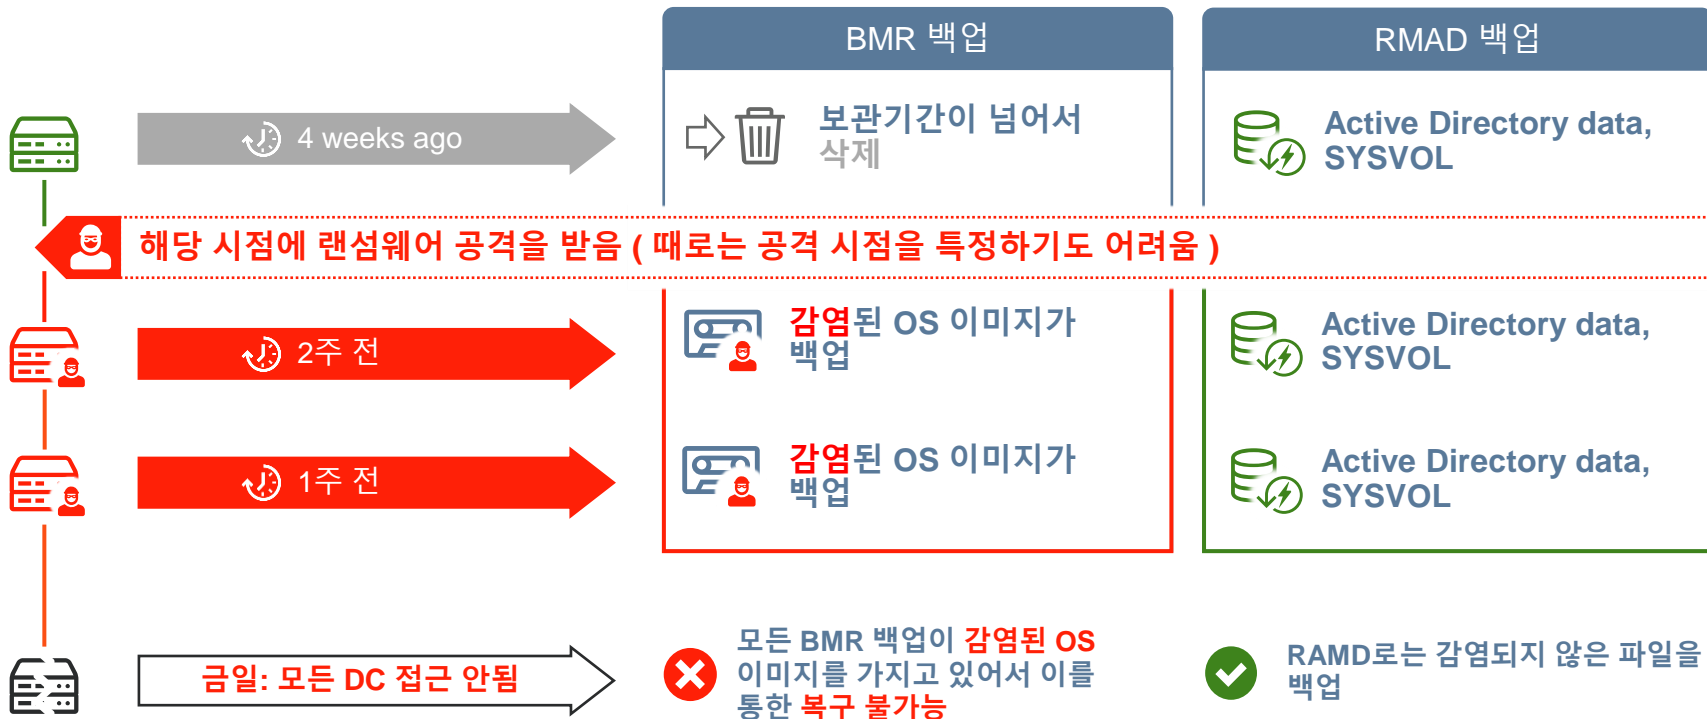 BMR 백업
RMAD 백업
4 weeks ago
보관기간이 넘어서
삭제
Active Directory data,
SYSVOL
해당 시점에 랜섬웨어 공격을 받음 ( 때로는 공격 시점을 특정하기도 어려움 )
2주 전
감염된 OS 이미지가
백업
Active Directory data,
SYSVOL
1주 전
감염된 OS 이미지가
백업
Active Directory data,
SYSVOL
금일: 모든 DC 접근 안됨
모든 BMR 백업이 감염된 OS
이미지를 가지고 있어서 이를
통한 복구 불가능
RAMD로는 감염되지 않은 파일을
백업